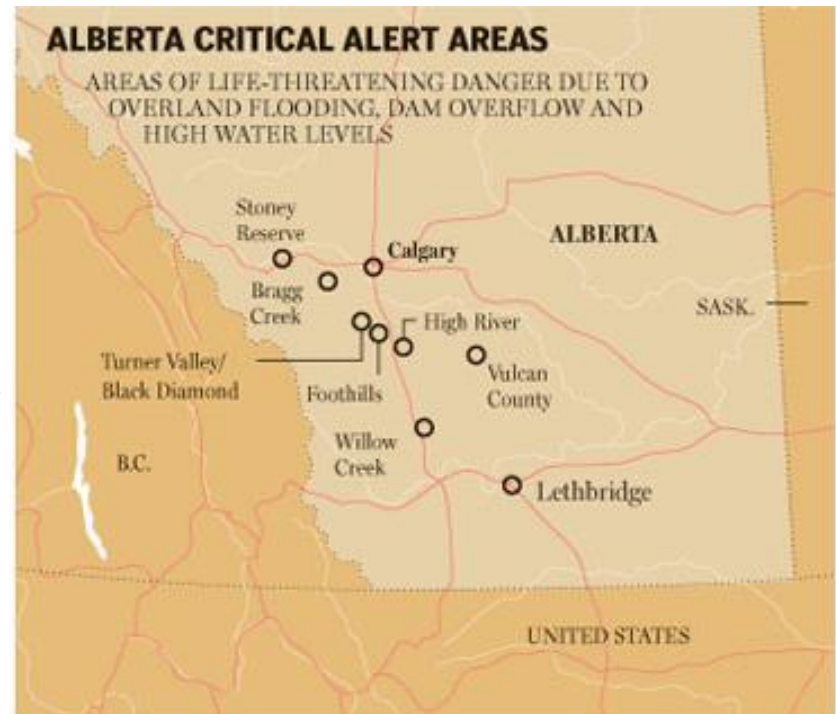 ALBERTA CRITICAL ALERT AREAS
AREAS OF LIFE-THREATENING DANGER DUE TO
OVERLAND FLOODING, DAM OVERFLOW AND
HIGH WATER LEVELS
Stoney
Reserve
Calgary
ALBERTA
Bragg
Creek
SASK.
High River
Turner Valley/
Black Diamond
Foothills
Vulcan
County
Willow
Creek
B.C.
Lethbridge
UNITED STATES